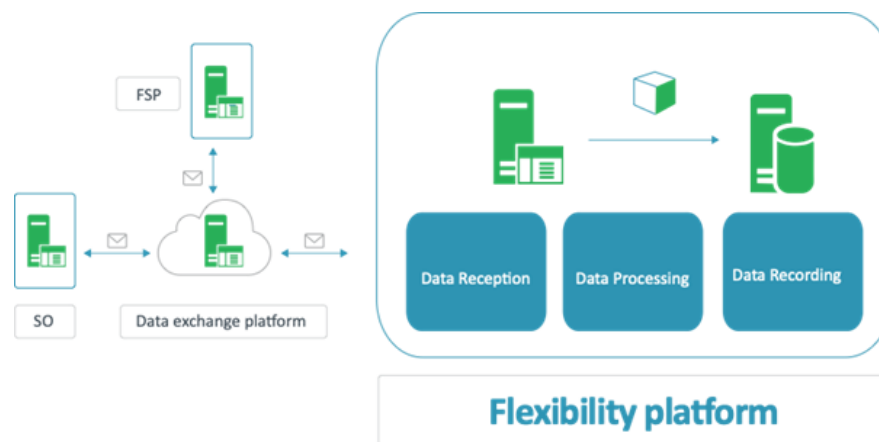 FSP
SO
Data exchange platform
Data Reception
Data Processing
Data Recording
Flexibility platform